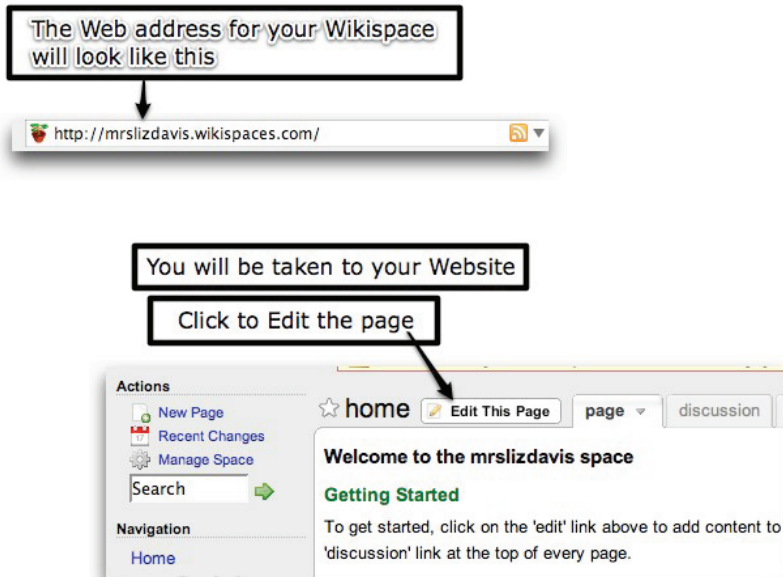 The Web address for your Wikispace
will look like this
http://mrslizdavis.wikispaces.com/
You will be taken to your Website
Click to Edit the page
Actions
New Page
Recent Changes
Manage Space
Search
Navigation
Home
home Edit This Page page discussion
Welcome to the mrslizdavis space
Getting Started
To get started, click on the 'edit' link above to add content to
'discussion' link at the top of every page.